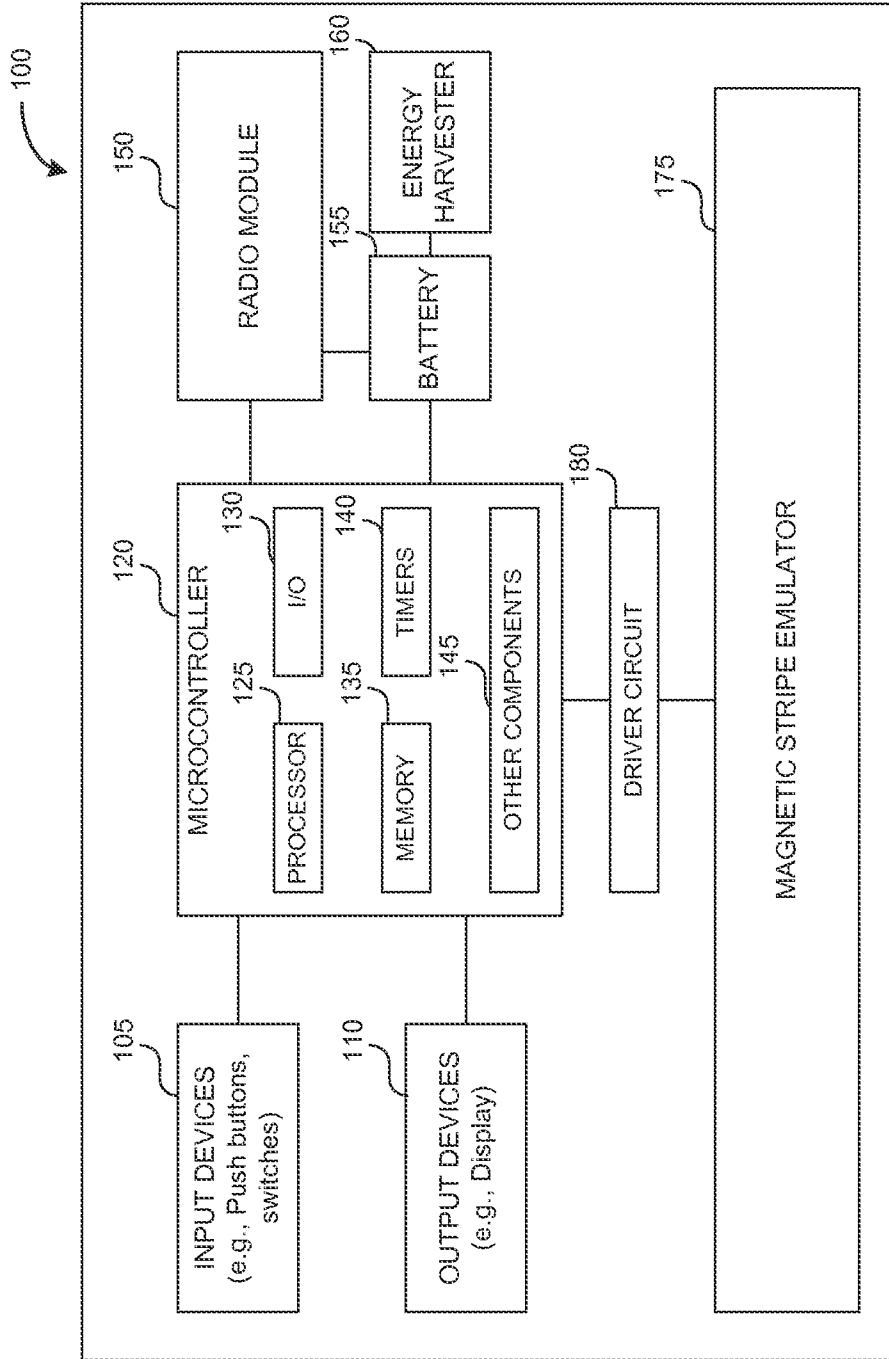 100
105
INPUT DEVICES
(e.g., Push buttons,
switches)
110
OUTPUT DEVICES
(e.g., Display)
120
MICROCONTROLLER
125
PROCESSOR
130
I/O
135
MEMORY
140
TIMERS
145
OTHER COMPONENTS
150
RADIO MODULE
155
BATTERY
160
ENERGY
HARVESTER
180
DRIVER CIRCUIT
175
MAGNETIC STRIPE EMULATOR